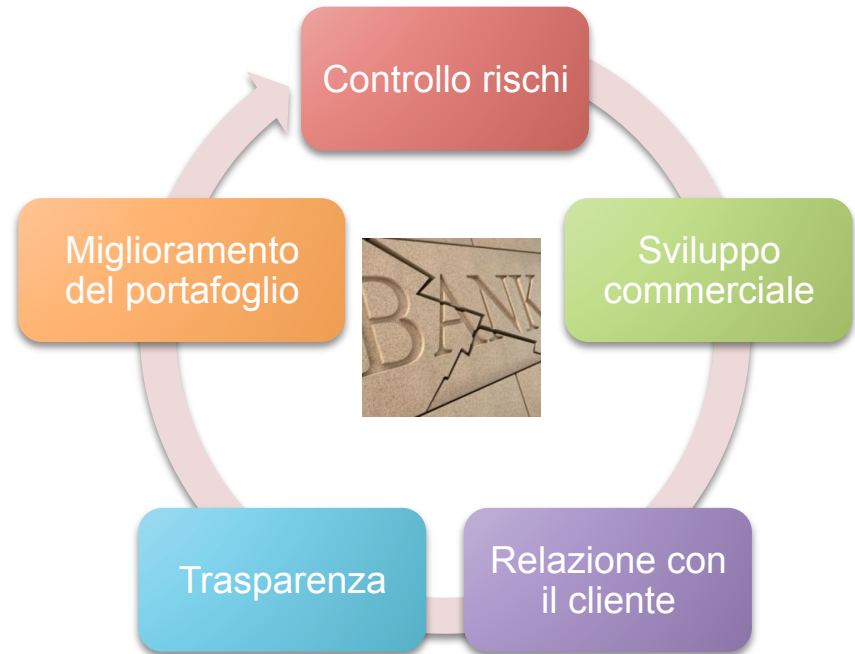 Controllo rischi
Sviluppo
commerciale
Relazione con
il cliente
Trasparenza
Miglioramento
del portafoglio
BANK